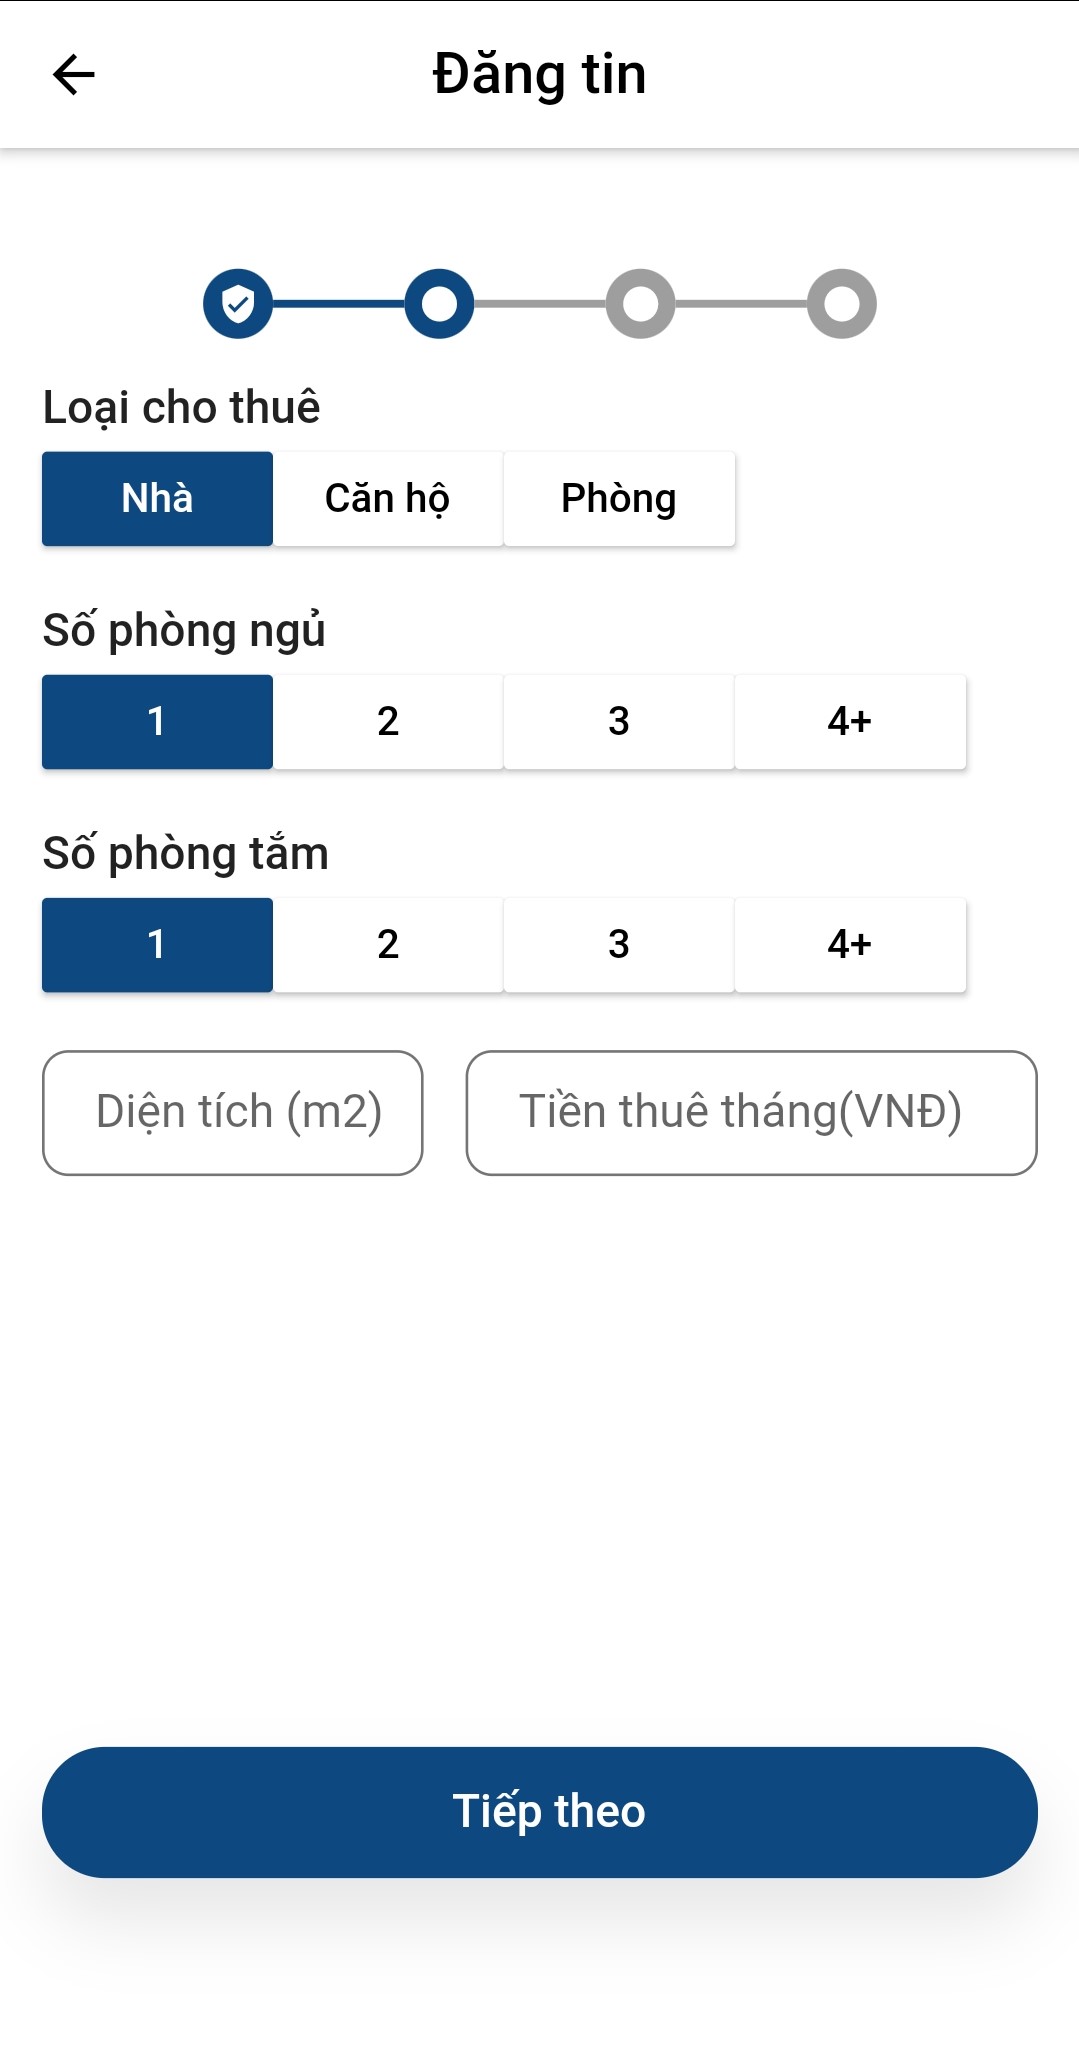 Đăng tin
Loại cho thuê
Nhà Căn hộ Phòng
Số phòng ngủ
1 2 3 4+
Số phòng tắm
1 2 3 4+
Diện tích (m2) Tiền thuê tháng(VNĐ)
Tiếp theo